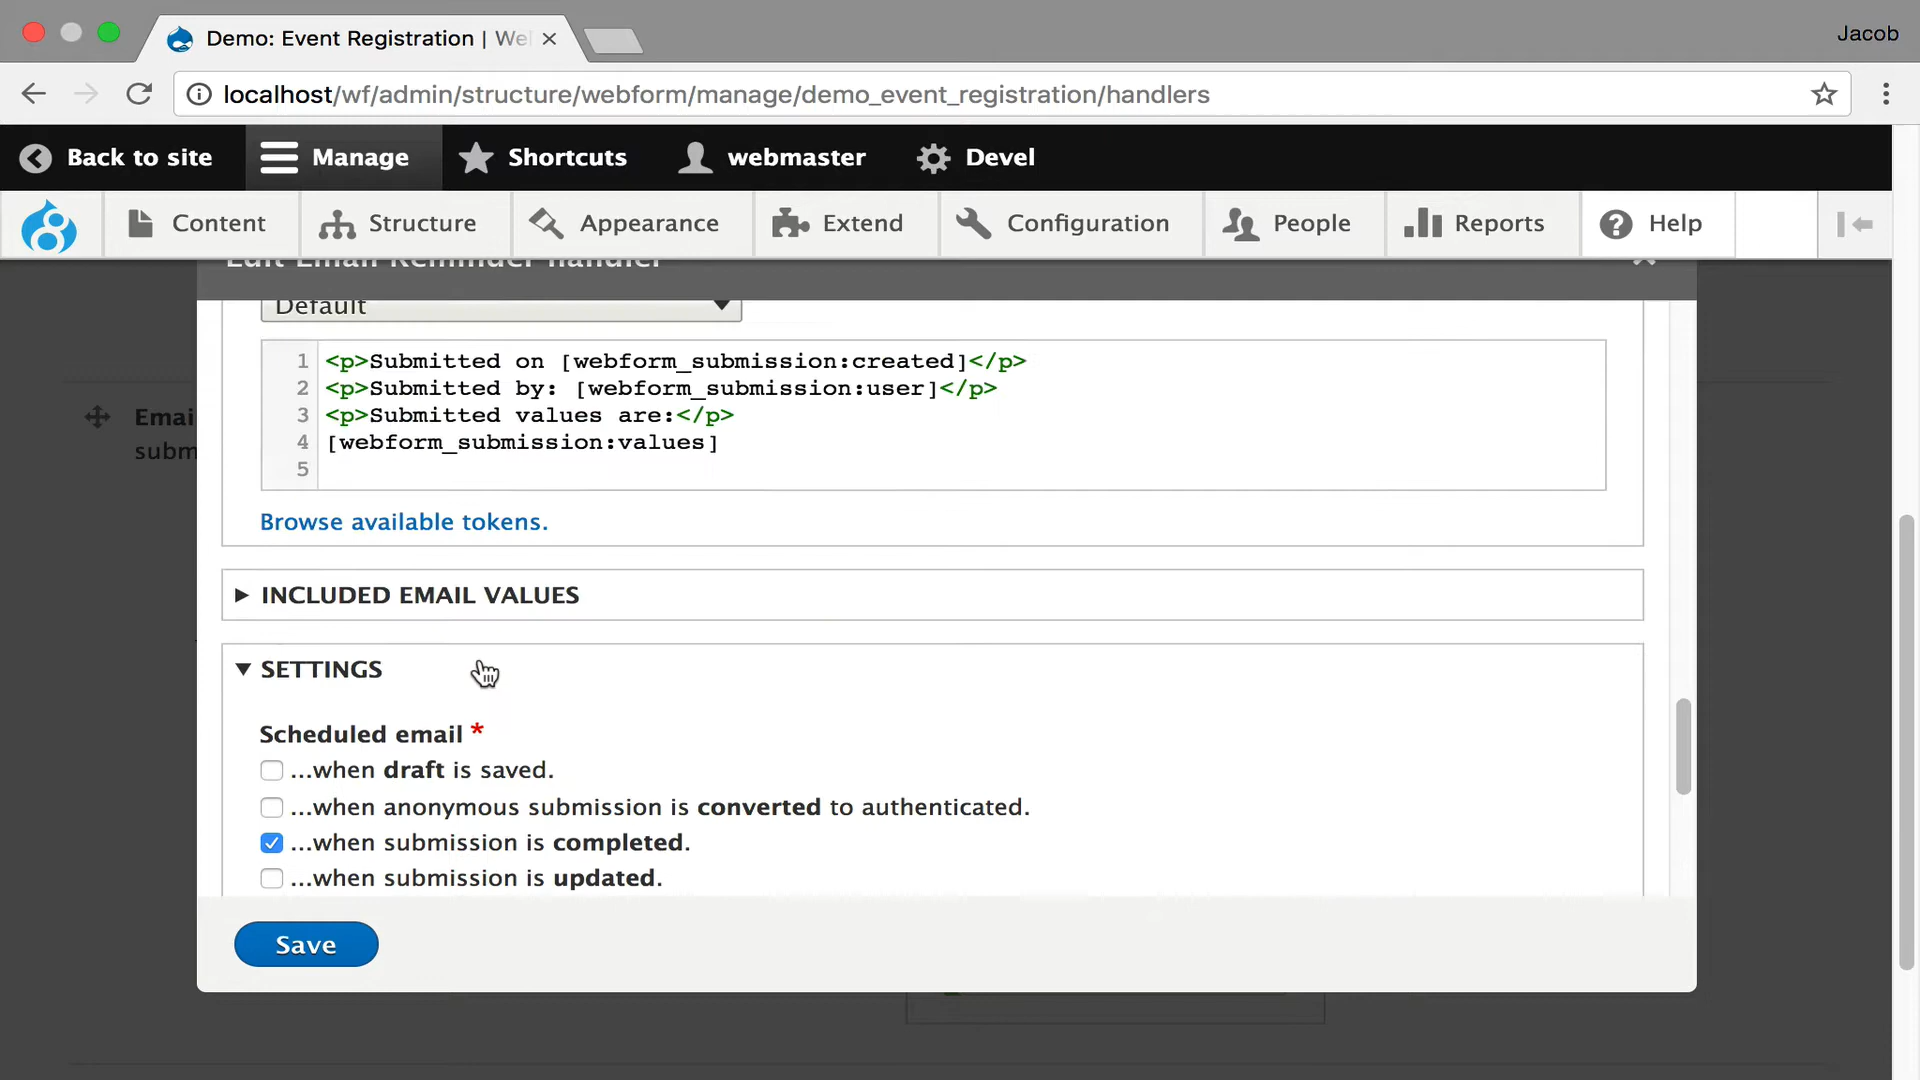 Demo: Event Registration | We
Jacob
localhost/wf/admin/structure/webform/manage/demo_event_registration/handlers
Back to site
Manage
Shortcuts
webmaster
Devel
Content
Structure
Appearance
Extend
Configuration
People
Reports
Help
Edit Email Reminder handler
Default
Emai
subm
1 <p>Submitted on [webform_submission:created]</p>
2 <p>Submitted by: [webform_submission:user]</p>
3 <p>Submitted values are:</p>
4 [webform_submission:values]
5
Browse available tokens.
INCLUDED EMAIL VALUES
SETTINGS
Scheduled email *
...when draft is saved.
...when anonymous submission is converted to authenticated.
...when submission is completed.
...when submission is updated.
Save